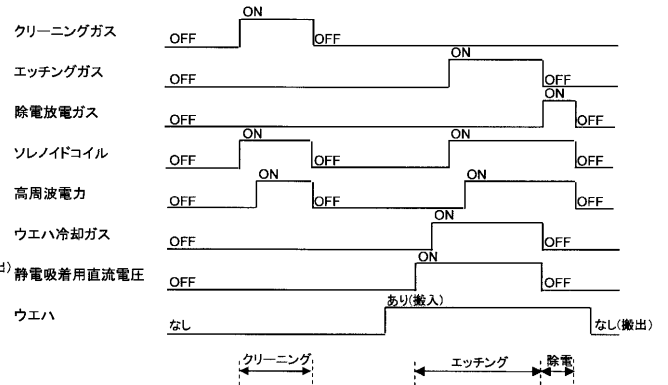 クリーニングガス
OFF ON OFF
エッチングガス
OFF ON OFF
除電放電ガス
OFF ON OFF
ソレノイドコイル
OFF ON OFF ON OFF
高周波電力
OFF ON OFF ON OFF
ウエハ冷却ガス
OFF ON OFF
静電吸着用直流電圧
OFF ON OFF
ウエハ
なし あり(搬入) なし(搬出)
クリーニング エッチング 除電